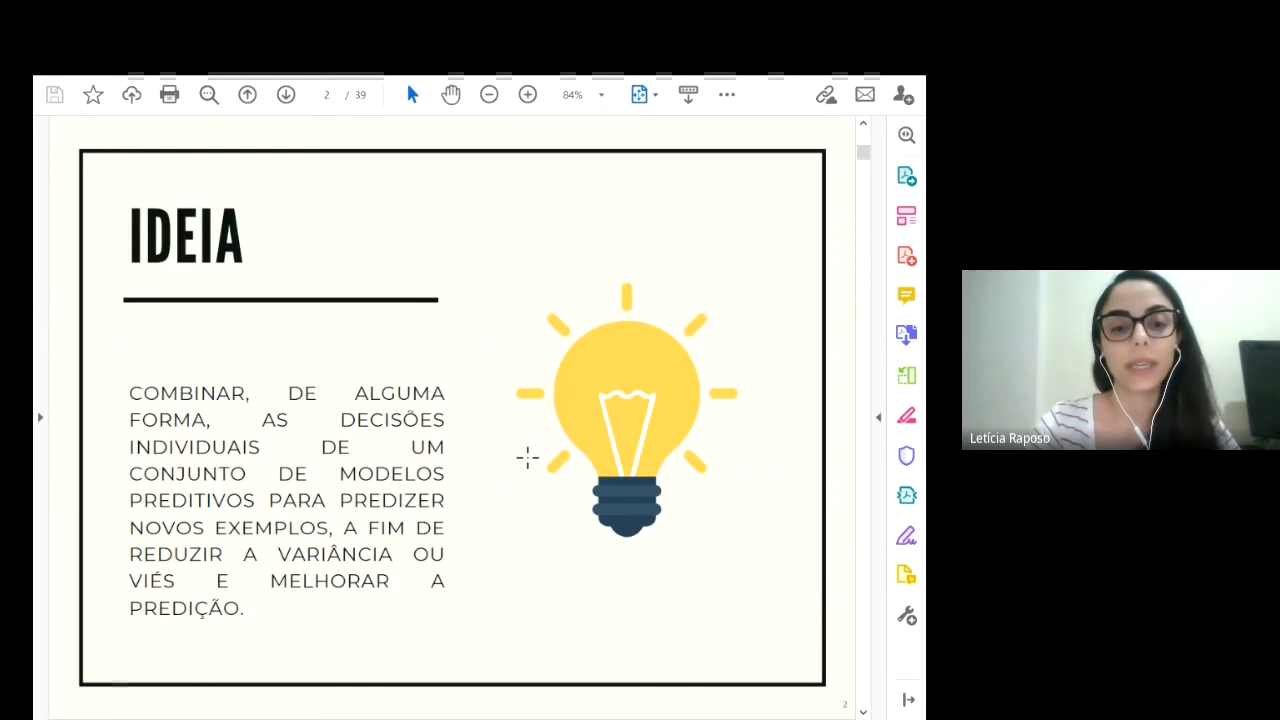 2 / 39
84%
IDEIA
COMBINAR, DE ALGUMA
FORMA, AS DECISÕES
INDIVIDUAIS DE UM
CONJUNTO DE MODELOS
PREDITIVOS PARA PREDIZER
NOVOS EXEMPLOS, A FIM DE
REDUZIR A VARIÂNCIA OU
VIÉS E MELHORAR A
PREDIÇÃO.
2
Letícia Raposo